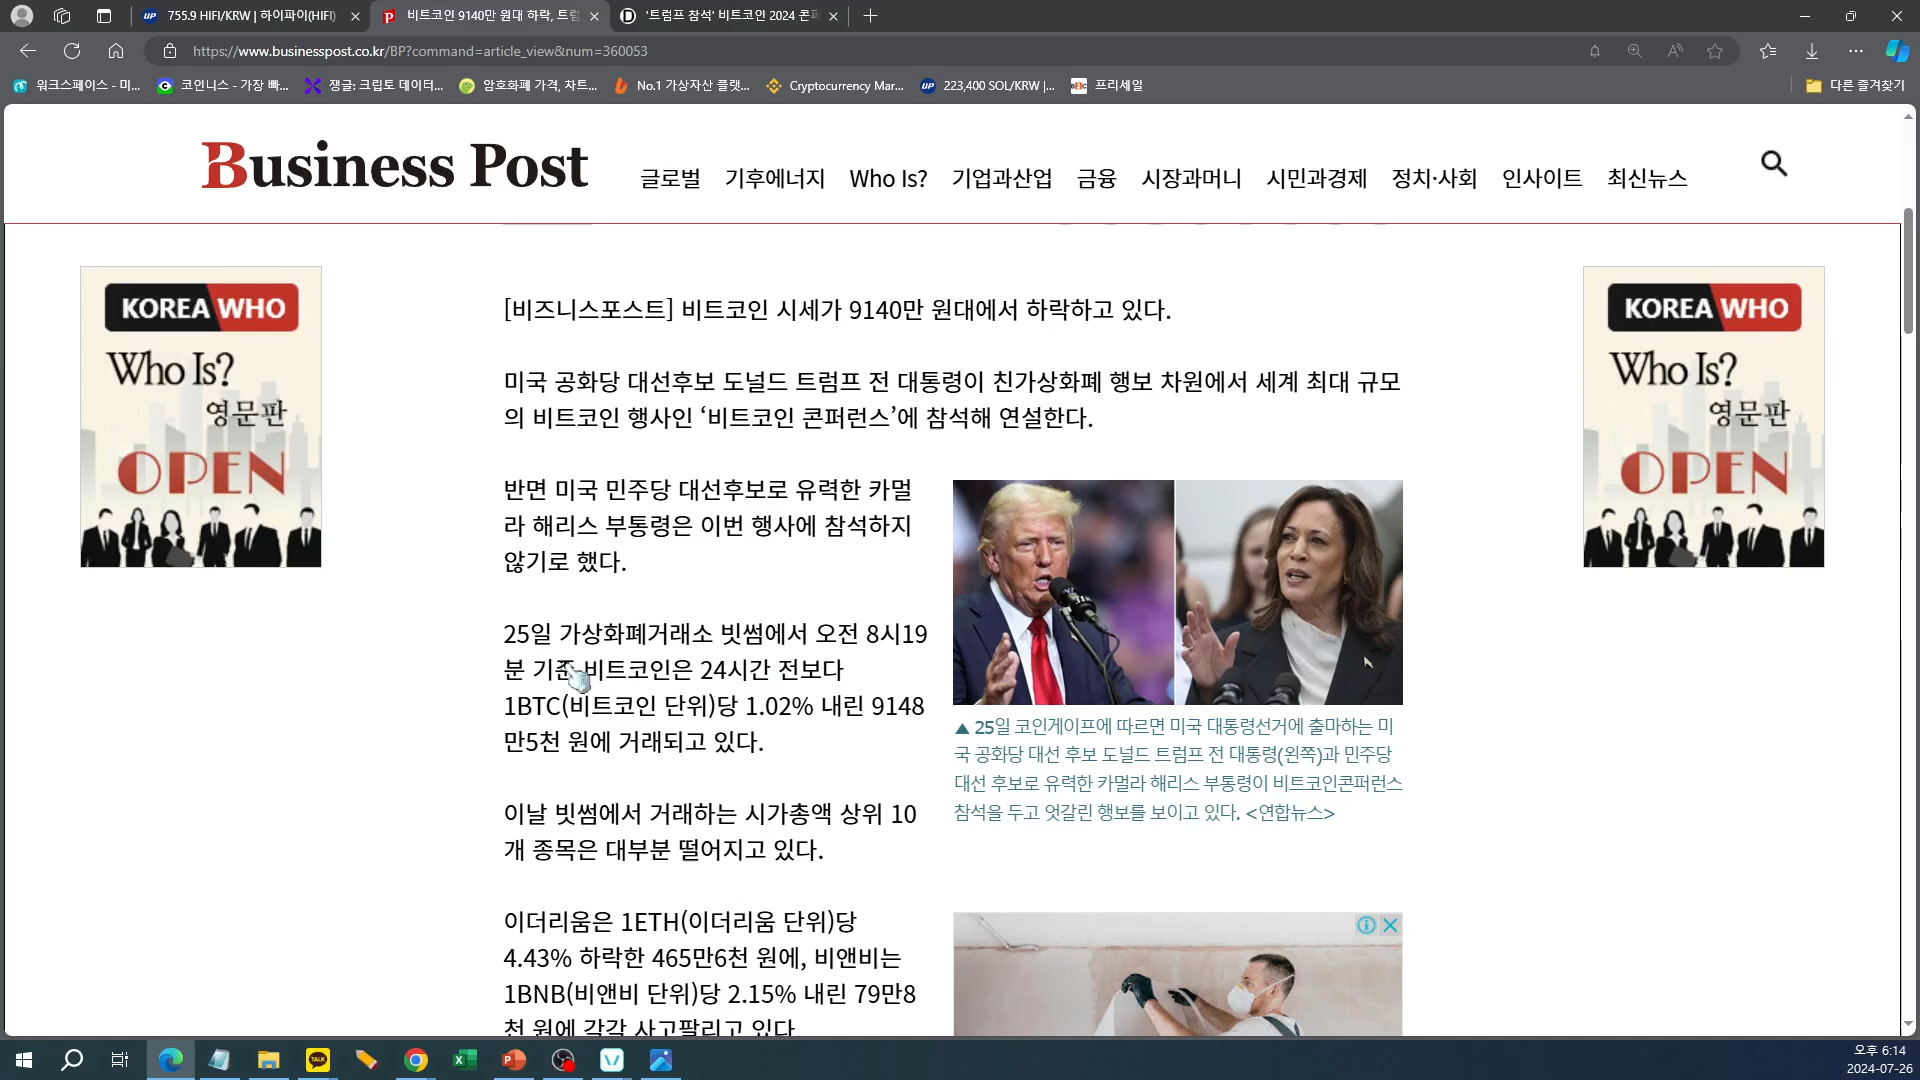 755.9 HIFI/KRW | 하이파이(HIFI)
비트코인 9140만 원대 하락, 트럼
'트럼프 참석' 비트코인 2024 콘퍼
https://www.businesspost.co.kr/BP?command=article_view&num=360053
워크스페이스 - 미...
코인니스 - 가장 빠...
쟁글: 크립토 데이터...
암호화폐 가격, 차트...
No.1 가상자산 플랫...
Cryptocurrency Mar...
223,400 SOL/KRW |...
프리세일
다른 즐겨찾기
Business Post
글로벌 기후에너지 Who Is? 기업과산업 금융 시장과머니 시민과경제 정치·사회 인사이트 최신뉴스
KOREA WHO
Who Is?
영문판
OPEN
[비즈니스포스트] 비트코인 시세가 9140만 원대에서 하락하고 있다.
미국 공화당 대선후보 도널드 트럼프 전 대통령이 친가상화폐 행보 차원에서 세계 최대 규모
의 비트코인 행사인 ‘비트코인 콘퍼런스’에 참석해 연설한다.
반면 미국 민주당 대선후보로 유력한 카멀
라 해리스 부통령은 이번 행사에 참석하지
않기로 했다.
25일 가상화폐거래소 빗썸에서 오전 8시19
분 기준 비트코인은 24시간 전보다
1BTC(비트코인 단위)당 1.02% 내린 9148
만5천 원에 거래되고 있다.
이날 빗썸에서 거래하는 시가총액 상위 10
개 종목은 대부분 떨어지고 있다.
이더리움은 1ETH(이더리움 단위)당
4.43% 하락한 465만6천 원에, 비앤비는
1BNB(비앤비 단위)당 2.15% 내린 79만8
천 원에 각각 사고팔리고 있다.
▲ 25일 코인게이프에 따르면 미국 대통령선거에 출마하는 미
국 공화당 대선 후보 도널드 트럼프 전 대통령(왼쪽)과 민주당
대선 후보로 유력한 카멀라 해리스 부통령이 비트코인콘퍼런스
참석을 두고 엇갈린 행보를 보이고 있다. <연합뉴스>
KOREA WHO
Who Is?
영문판
OPEN
TALK
오후 6:14
2024-07-26